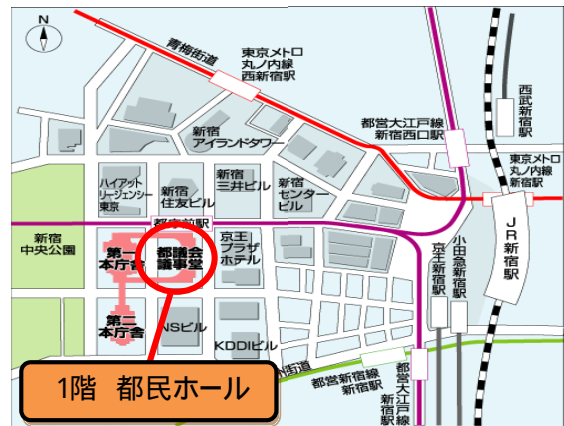 N
青梅街道
東京メトロ
丸ノ内線
西新宿駅
西武新宿駅
都営大江戸線
新宿西口駅
新宿
アイランドタワー
東京メトロ
丸ノ内線
新宿駅
ハイアット
リージェンシー
東京
新宿
住友ビル
新宿
三井ビル
新宿
センター
ビル
都庁前駅
JR新宿駅
新宿
中央公園
第一
本庁舎
都議会
議事堂
京王
プラザ
ホテル
小田急新宿駅
京王新宿駅
第二
本庁舎
NSビル
KDDIビル
街道
都営新宿線
新宿駅
都営大江戸線
新宿駅
1階 都民ホール